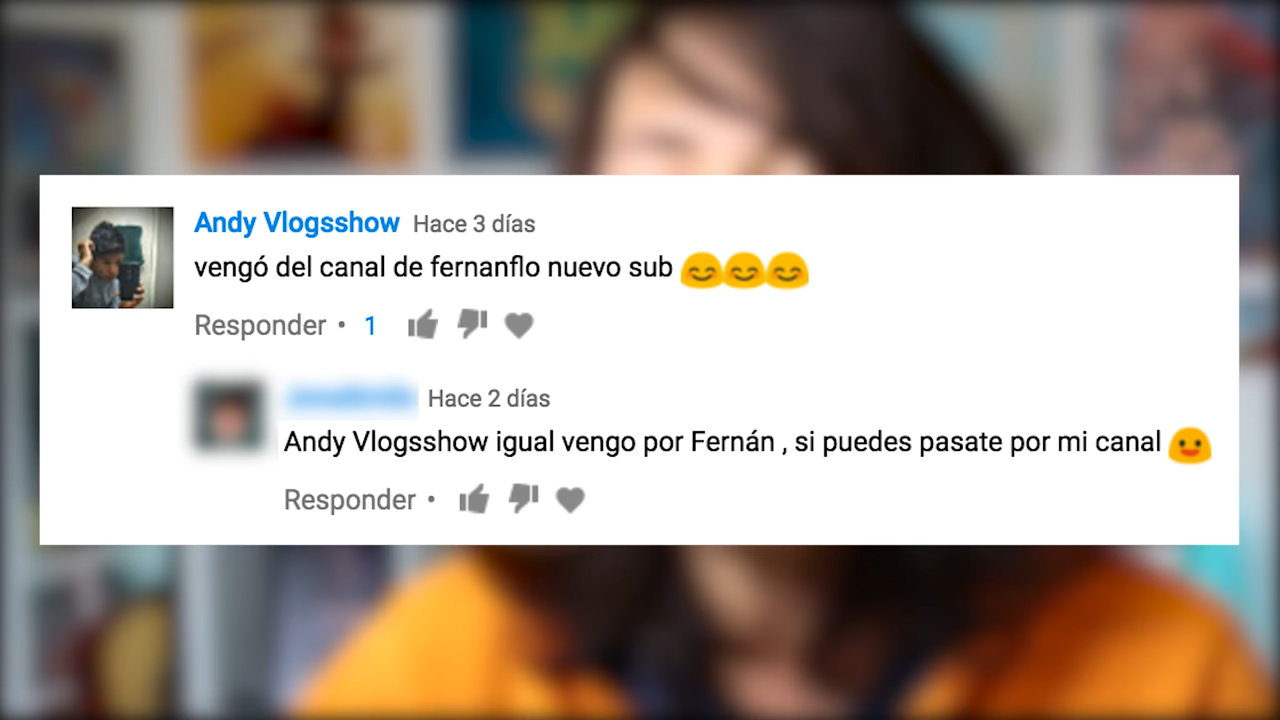 Andy Vlogsshow Hace 3 días
vengó del canal de fernanflo nuevo sub 😊😊😊
Responder • 1
Hace 2 días
Andy Vlogsshow igual vengo por Fernán , si puedes pasate por mi canal 🙂
Responder •